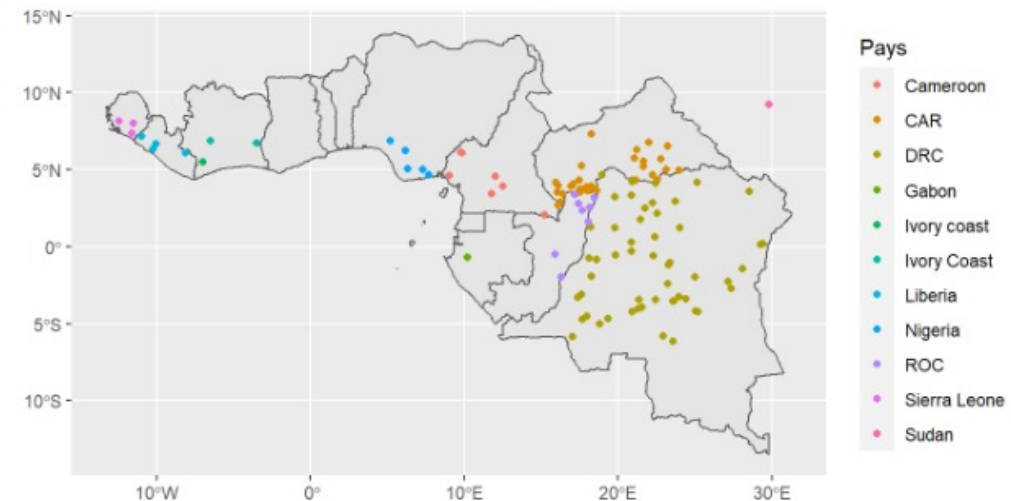 15°N
10°N
5°N
0°
5°S
10°S
10°W
0°
10°E
20°E
30°E
Pays
Cameroon
CAR
DRC
Gabon
Ivory coast
Ivory Coast
Liberia
Nigeria
ROC
Sierra Leone
Sudan